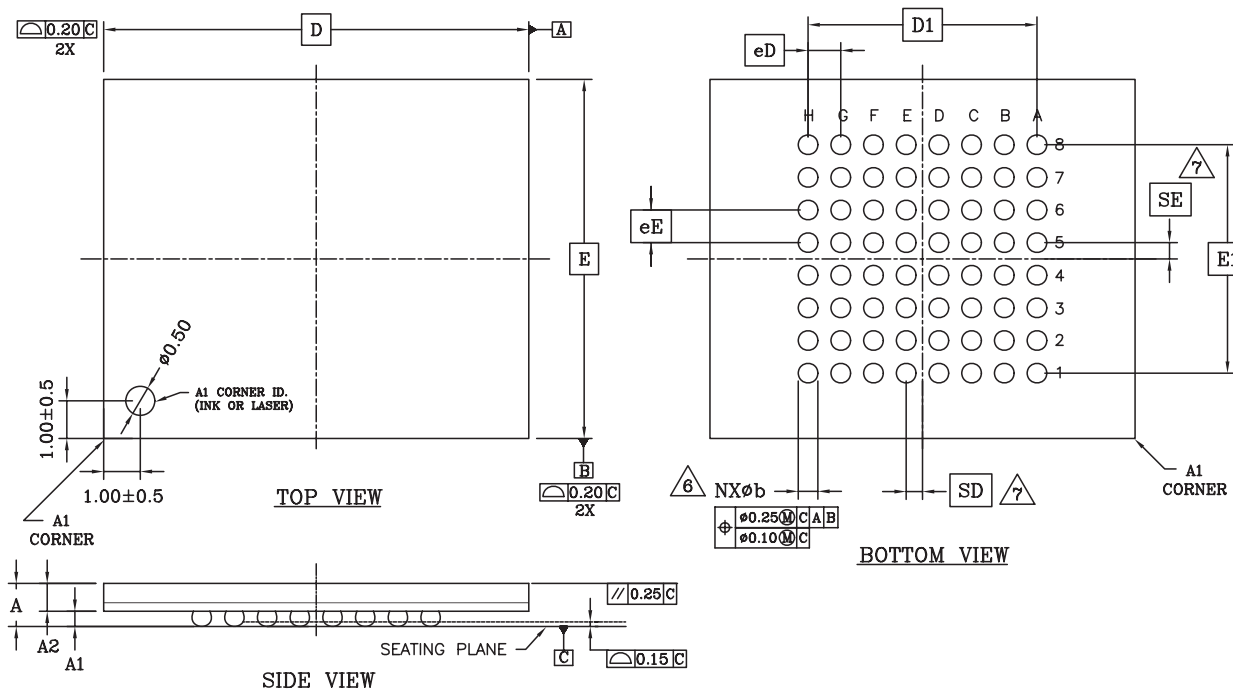 ⌓ 0.20 C
2X
D
A
E
ø0.50
A1 CORNER ID.
(INK OR LASER)
1.00±0.5
1.00±0.5
A1
CORNER
TOP VIEW
B
⌓ 0.20 C
2X
D1
eD
H G F E D C B A
8
7
6
5
4
3
2
1
7
SE
eE
E1
6
NXøb
⌖ ø0.25Ⓜ C A B
ø0.10Ⓜ C
SD
7
A1
CORNER
BOTTOM VIEW
A
A2
A1
// 0.25 C
SEATING PLANE
C
⌓ 0.15 C
SIDE VIEW